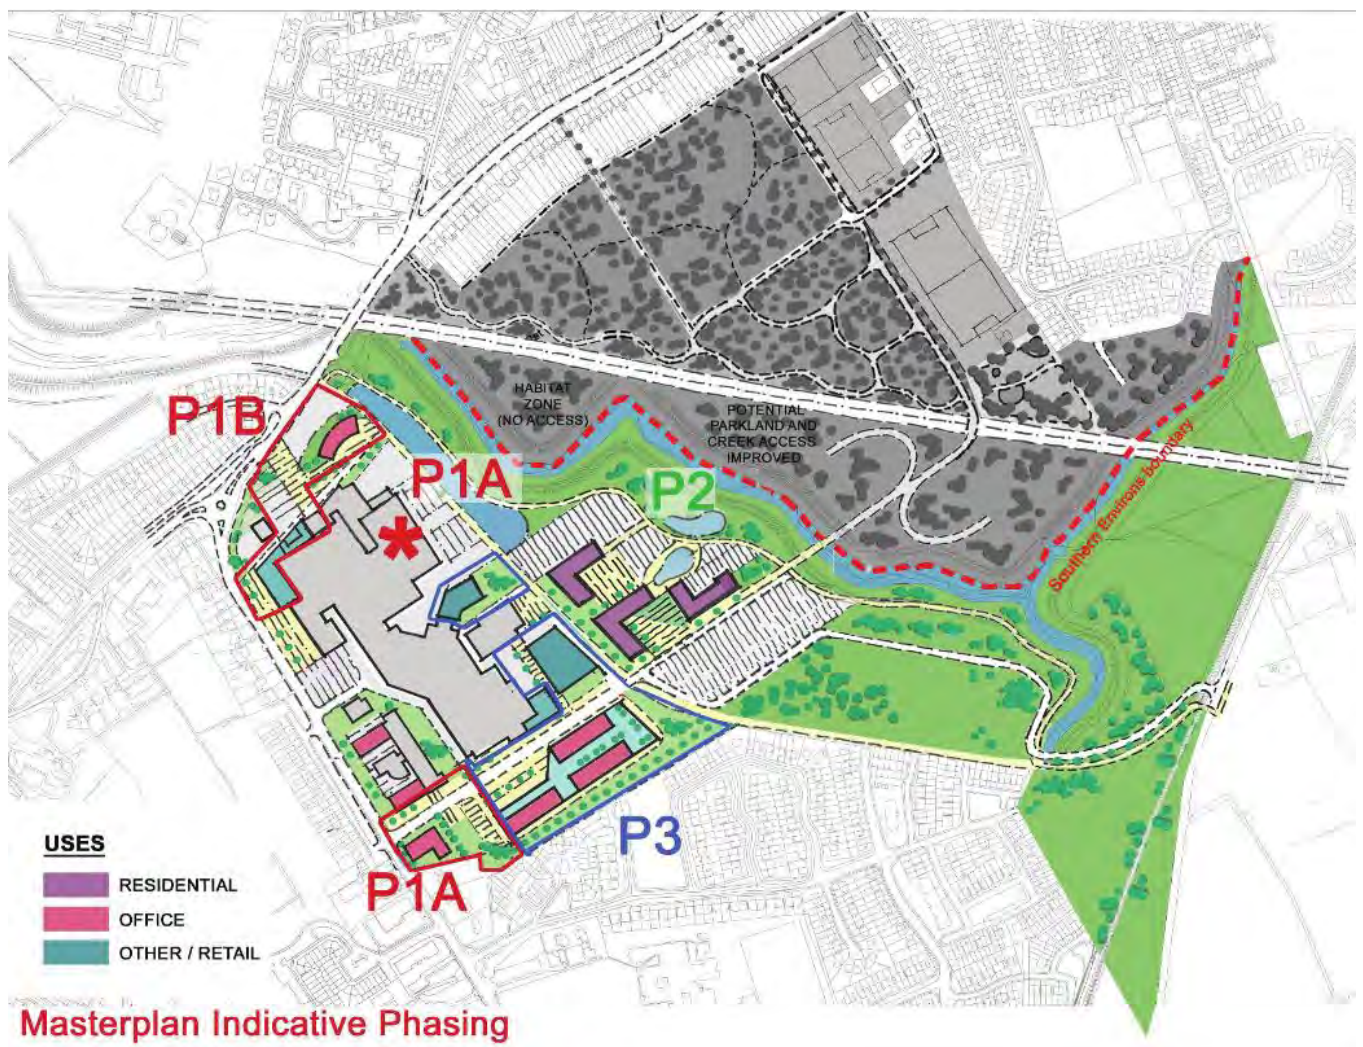 HABITAT
ZONE
(NO ACCESS)
POTENTIAL
PARKLAND AND
CREEK ACCESS
IMPROVED
P1B
P1A
P2
Southern Environs boundary
P3
P1A
USES
RESIDENTIAL
OFFICE
OTHER / RETAIL
Masterplan Indicative Phasing